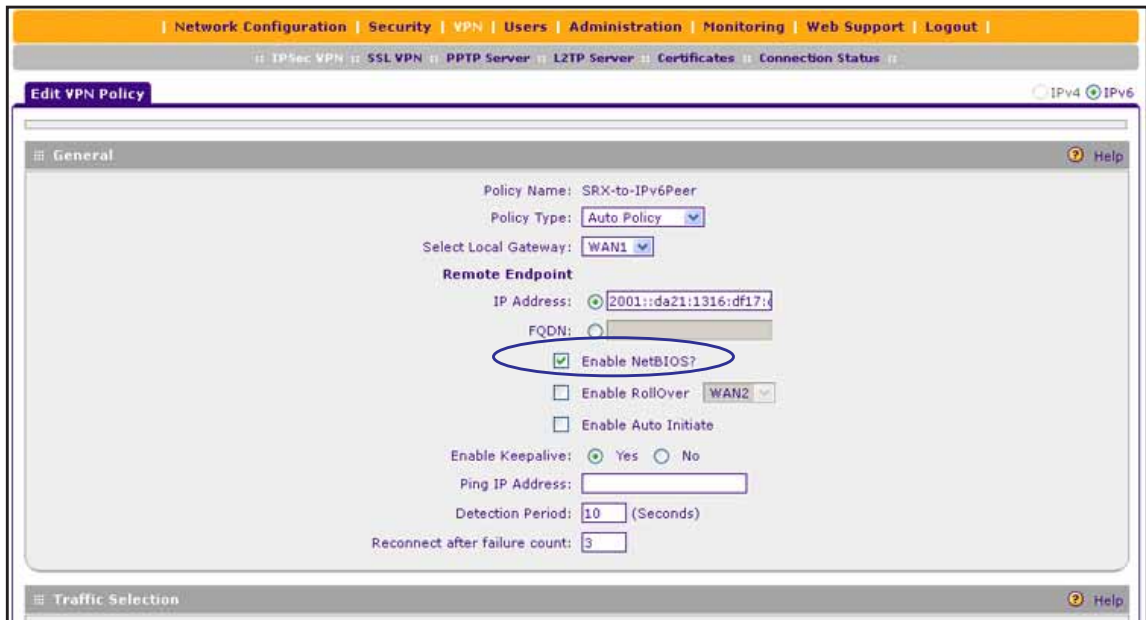 | Network Configuration | Security | VPN | Users | Administration | Monitoring | Web Support | Logout |
:: IPSec VPN :: SSL VPN :: PPTP Server :: L2TP Server :: Certificates :: Connection Status ::
Edit VPN Policy
IPv4 IPv6
General
Help
Policy Name: SRX-to-IPv6Peer
Policy Type: Auto Policy
Select Local Gateway: WAN1
Remote Endpoint
IP Address: 2001::da21:1316:df17:
FQDN:
Enable NetBIOS?
Enable RollOver WAN2
Enable Auto Initiate
Enable Keepalive: Yes No
Ping IP Address:
Detection Period: 10 (Seconds)
Reconnect after failure count: 3
Traffic Selection
Help